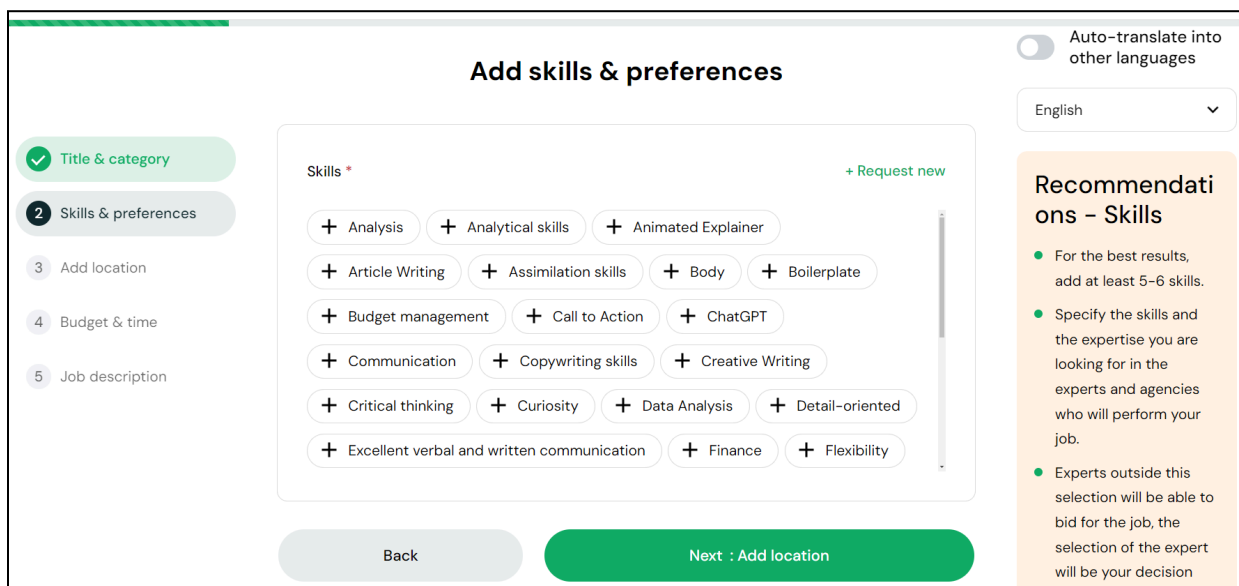 Add skills & preferences
Title & category
2 Skills & preferences
3 Add location
4 Budget & time
5 Job description
Skills *
+ Request new
+ Analysis + Analytical skills + Animated Explainer
+ Article Writing + Assimilation skills + Body + Boilerplate
+ Budget management + Call to Action + ChatGPT
+ Communication + Copywriting skills + Creative Writing
+ Critical thinking + Curiosity + Data Analysis + Detail-oriented
+ Excellent verbal and written communication + Finance + Flexibility
Back
Next : Add location
Auto-translate into
other languages
English
Recommendati
ons - Skills
For the best results,
add at least 5-6 skills.
Specify the skills and
the expertise you are
looking for in the
experts and agencies
who will perform your
job.
Experts outside this
selection will be able to
bid for the job, the
selection of the expert
will be your decision